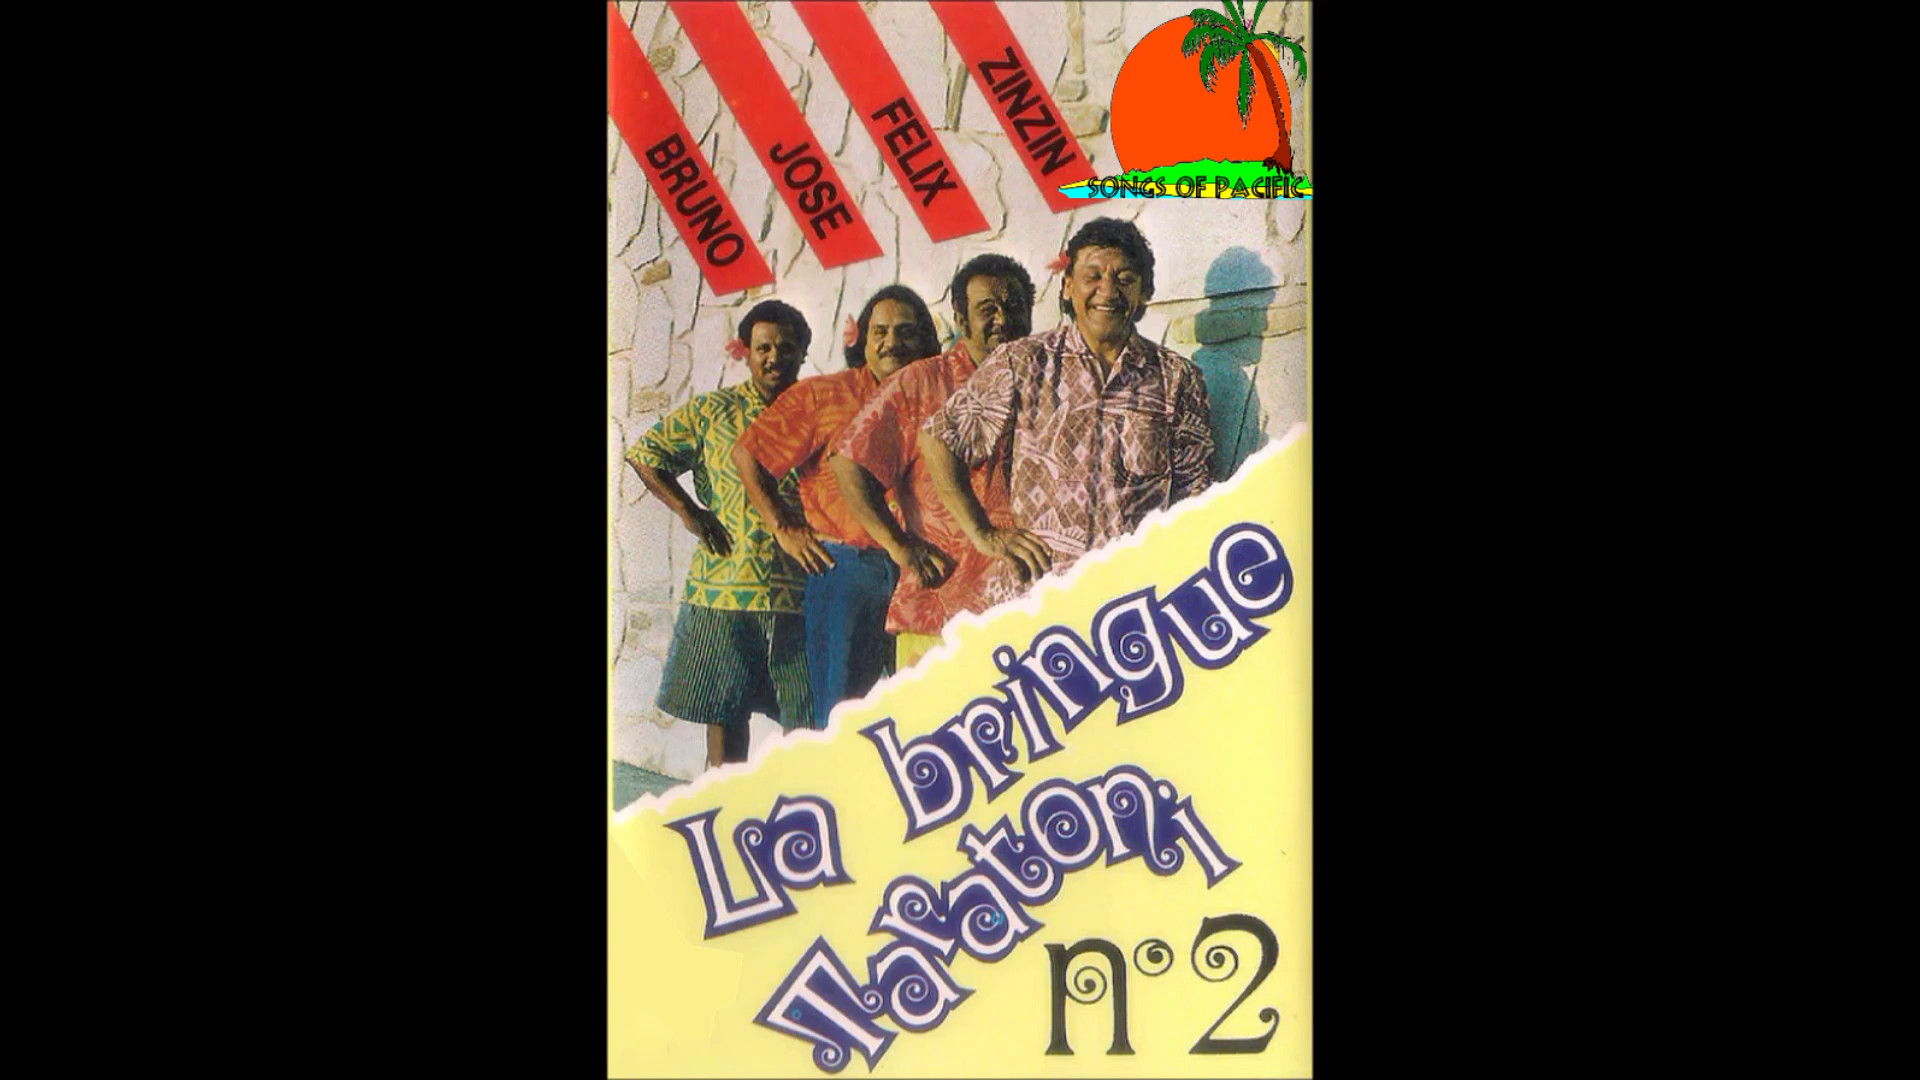 BRUNO
JOSE
FELIX
ZINZIN
SONGS OF PACIFIC
La bringue
Taratoni
n°2